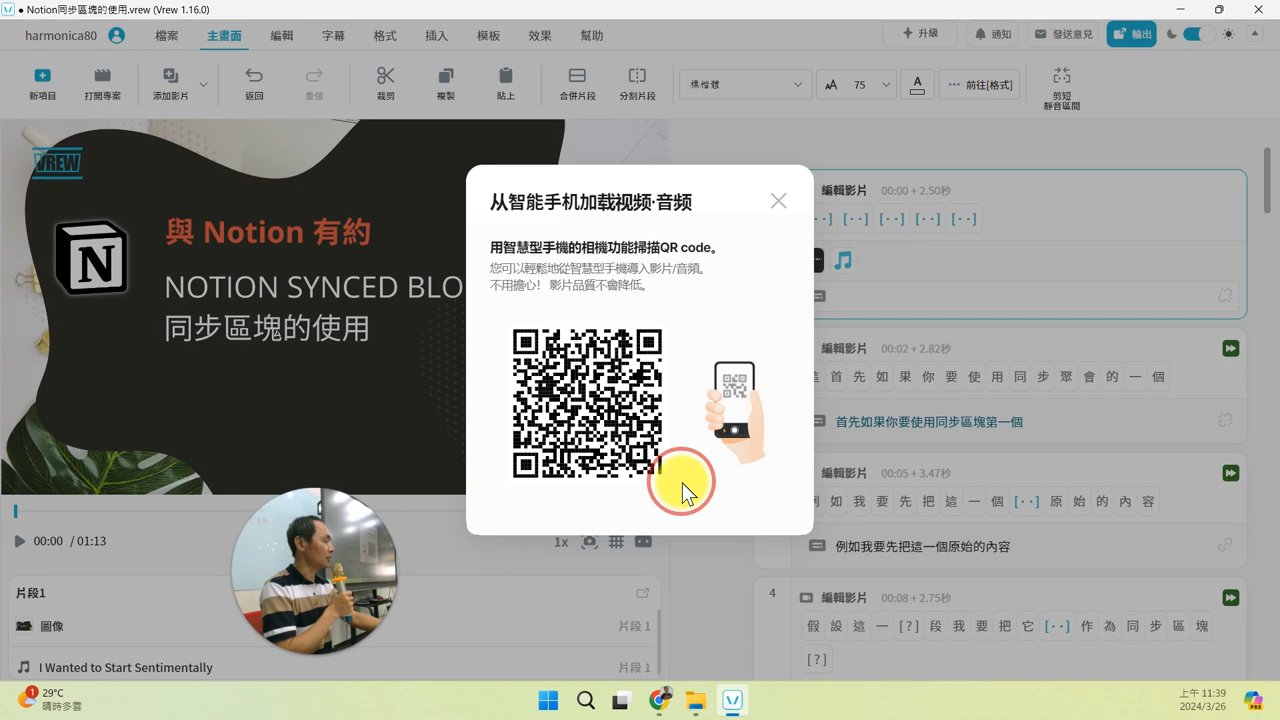 ● Notion同步區塊的使用.vrew (Vrew 1.16.0)
harmonica80 檔案 主畫面 編輯 字幕 格式 插入 模板 效果 幫助 升級 通知 發送意見 輸出
新項目 打開專案 添加影片 返回 重做 裁剪 複製 貼上 合併片段 分割片段 標楷體 75 A ··· 前往[格式] 剪短
靜音區間
VREW
與 Notion 有約
NOTION SYNCED BLO
同步區塊的使用
从智能手机加载视频·音频
用智慧型手機的相機功能掃描QR code。
您可以輕鬆地從智慧型手機導入影片/音頻。
不用擔心！ 影片品質不會降低。
編輯影片 00:00 + 2.50秒
[··] [··] [··] [··]
編輯影片 00:02 + 2.82秒
首 先 如 果 你 要 使 用 同 步 眾 會 的 一 個
首先如果你要使用同步區塊第一個
編輯影片 00:05 + 3.47秒
如 我 要 先 把 這 一 個 [··] 原 始 的 內 容
例如我要先把這一個原始的內容
4 編輯影片 00:08 + 2.75秒
假 設 這 一 [?] 段 我 要 把 它 [··] 作 為 同 步 區 塊
[?]
00:00 / 01:13 1x
片段1
圖像 片段 1
I Wanted to Start Sentimentally 片段 1
1 29°C
晴時多雲
上午 11:39
2024/3/26
PRE